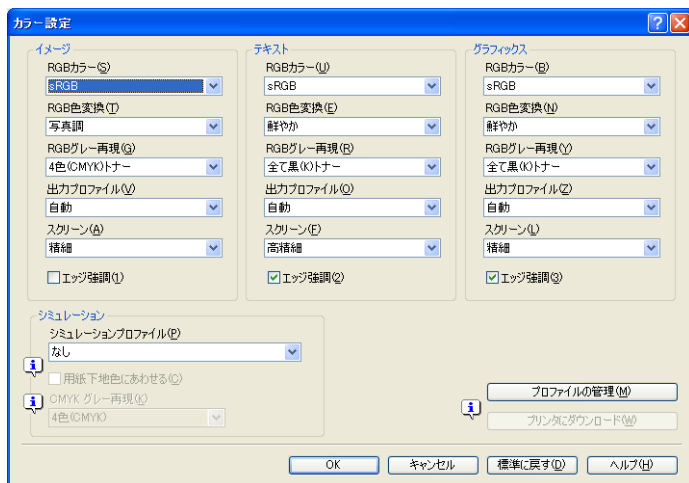 カラー設定
イメージ
RGBカラー(S)
sRGB
RGB色変換(T)
写真調
RGBグレー再現(G)
4色(CMYK)トナー
出力プロファイル(V)
自動
スクリーン(A)
精細
エッジ強調(1)
テキスト
RGBカラー(U)
sRGB
RGB色変換(E)
鮮やか
RGBグレー再現(R)
全て黒(K)トナー
出力プロファイル(O)
自動
スクリーン(F)
高精細
エッジ強調(2)
グラフィックス
RGBカラー(B)
sRGB
RGB色変換(N)
鮮やか
RGBグレー再現(Y)
全て黒(K)トナー
出力プロファイル(Z)
自動
スクリーン(L)
精細
エッジ強調(3)
シミュレーション
シミュレーションプロファイル(P)
なし
用紙下地色にあわせる(C)
CMYK グレー再現(K)
4色(CMYK)
プロファイルの管理(M)
プリンタにダウンロード(W)
OK
キャンセル
標準に戻す(D)
ヘルプ(H)